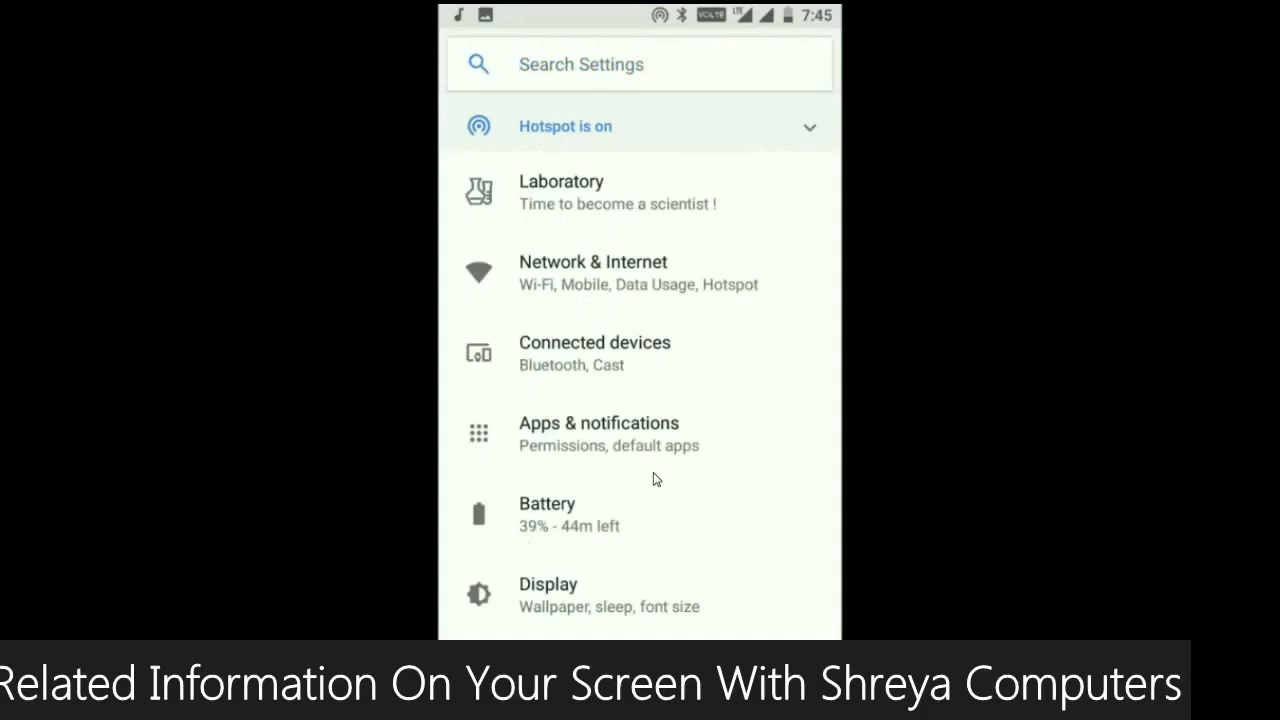 VOLTE LTE 7:45
Search Settings
Hotspot is on
Laboratory
Time to become a scientist !
Network & Internet
Wi-Fi, Mobile, Data Usage, Hotspot
Connected devices
Bluetooth, Cast
Apps & notifications
Permissions, default apps
Battery
39% - 44m left
Display
Wallpaper, sleep, font size
Related Information On Your Screen With Shreya Computers